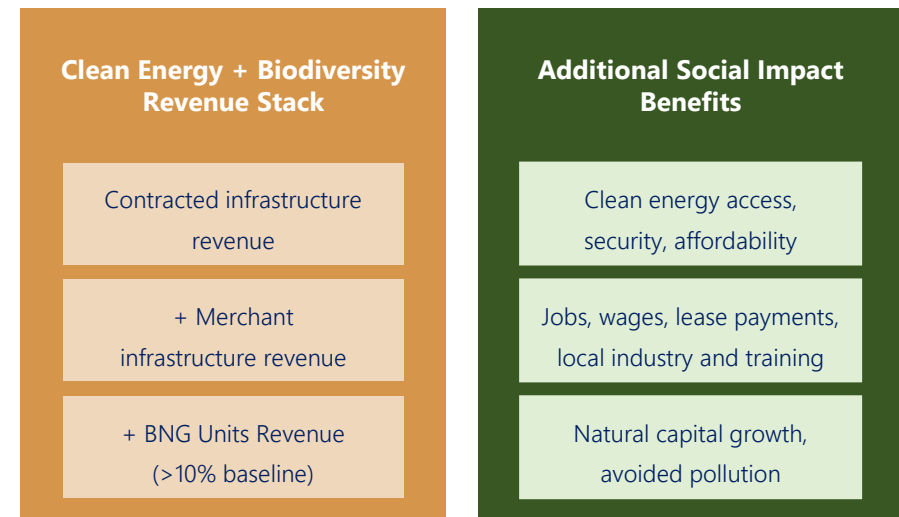 Clean Energy + Biodiversity
Revenue Stack
Contracted infrastructure
revenue
+ Merchant
infrastructure revenue
+ BNG Units Revenue
(>10% baseline)
Additional Social Impact
Benefits
Clean energy access,
security, affordability
Jobs, wages, lease payments,
local industry and training
Natural capital growth,
avoided pollution